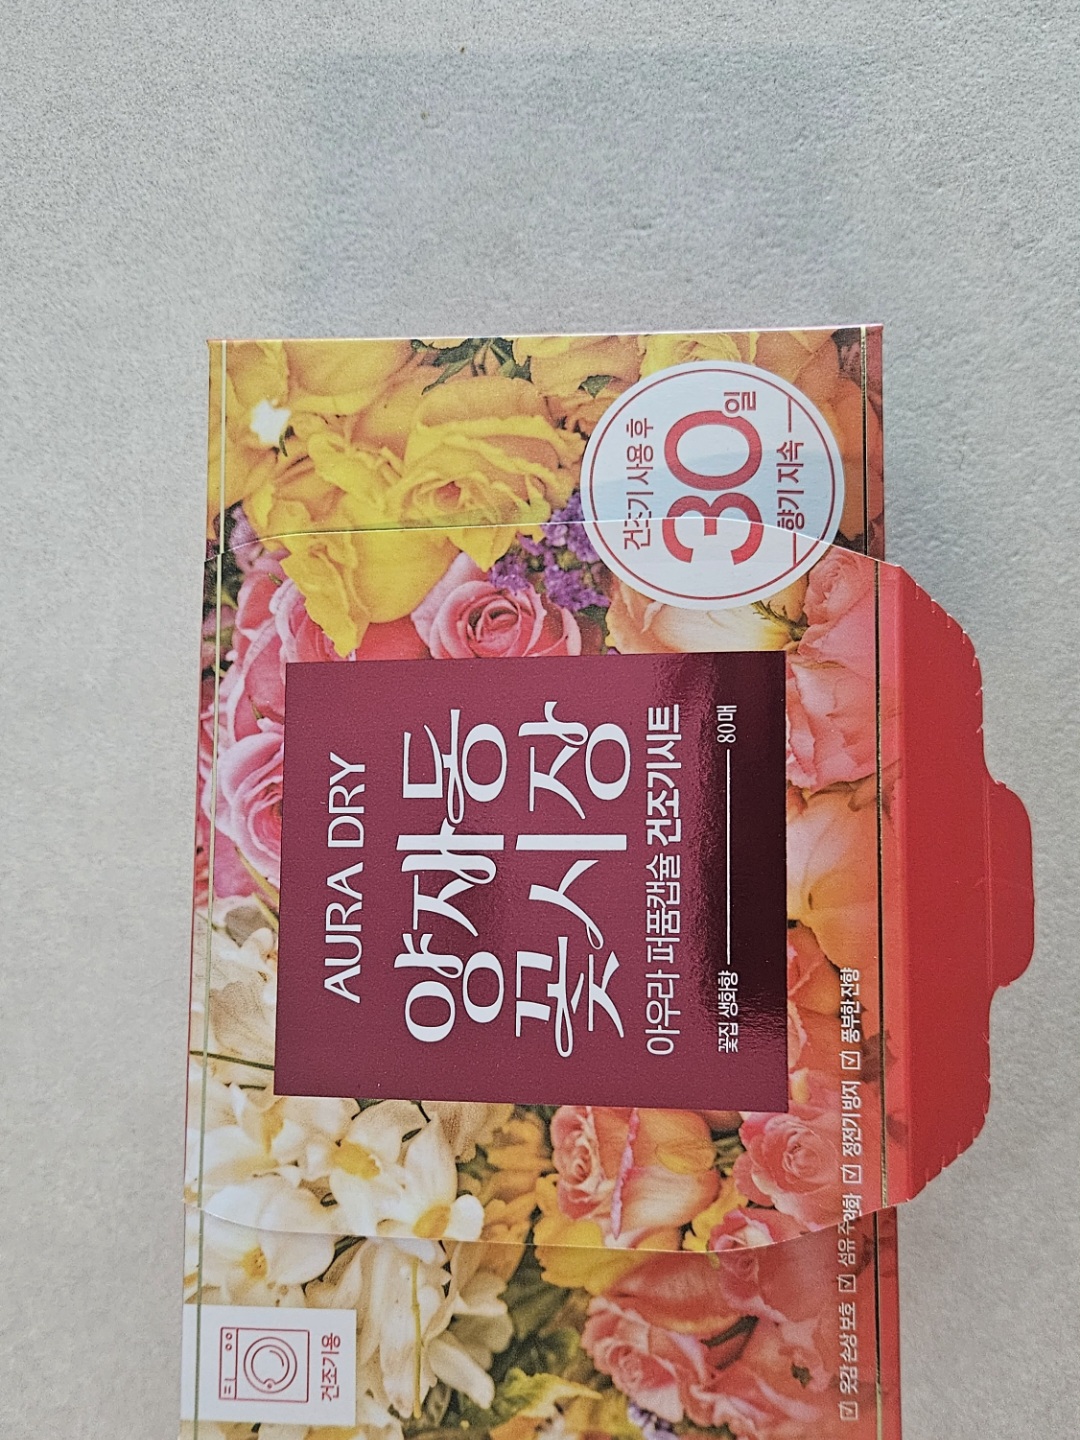 AURA DRY
양재동
꽃시장
아우라 퍼퓸캡슐 건조기시트
꽃집 생화향 80매
건조기 사용 후
30일
향기 지속
건조기용
옷감 손상 보호 섬유 정전기 방지 풍부한 잔향